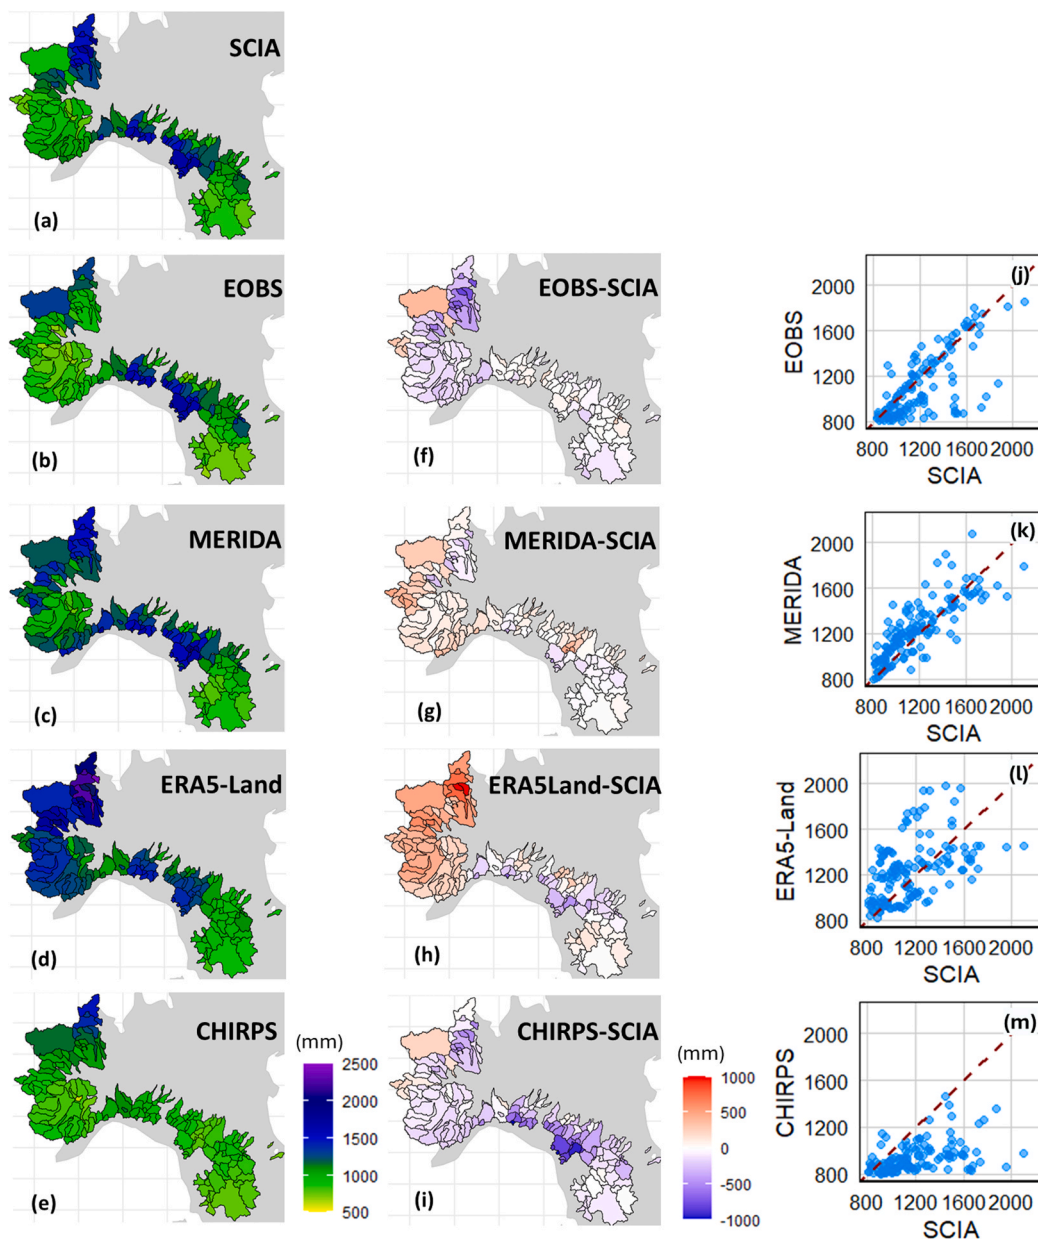 SCIA
(a)
EOBS
(b)
EOBS-SCIA
(f)
(j)
EOBS
2000
1600
1200
800
800 1200 1600 2000
SCIA
MERIDA
(c)
MERIDA-SCIA
(g)
(k)
MERIDA
2000
1600
1200
800
800 1200 1600 2000
SCIA
ERA5-Land
(d)
ERA5Land-SCIA
(h)
(l)
ERA5-Land
2000
1600
1200
800
800 1200 1600 2000
SCIA
CHIRPS
(e)
(mm)
2500
2000
1500
1000
500
CHIRPS-SCIA
(i)
(mm)
1000
500
0
-500
-1000
(m)
CHIRPS
2000
1600
1200
800
800 1200 1600 2000
SCIA